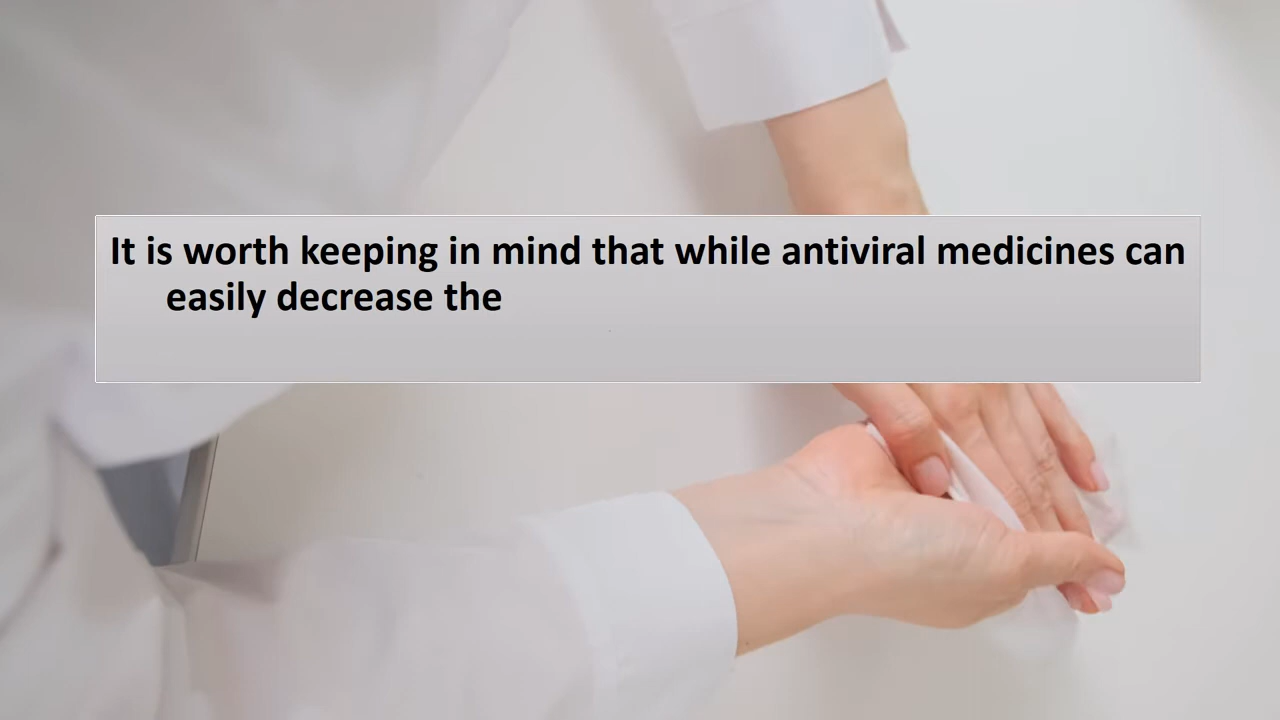 It is worth keeping in mind that while antiviral medicines can
easily decrease the